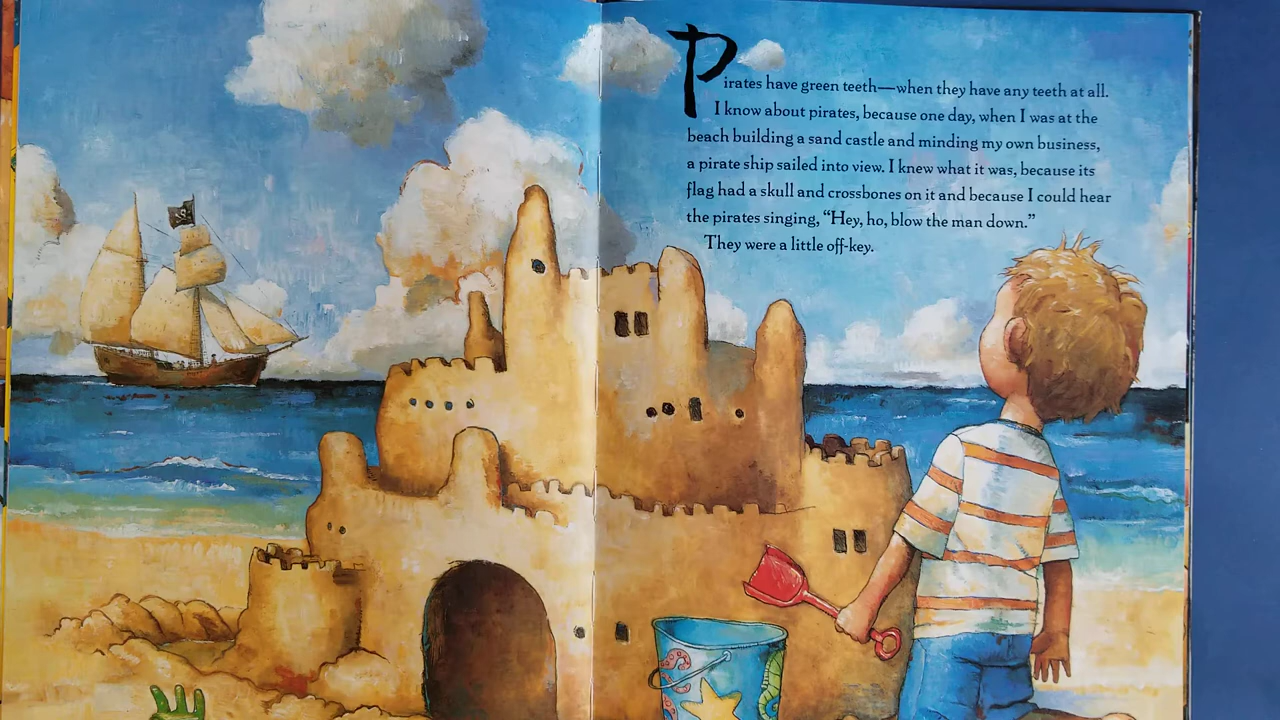 Pirates have green teeth—when they have any teeth at all.
I know about pirates, because one day, when I was at the
beach building a sand castle and minding my own business,
a pirate ship sailed into view. I knew what it was, because its
flag had a skull and crossbones on it and because I could hear
the pirates singing, “Hey, ho, blow the man down.”
They were a little off-key.